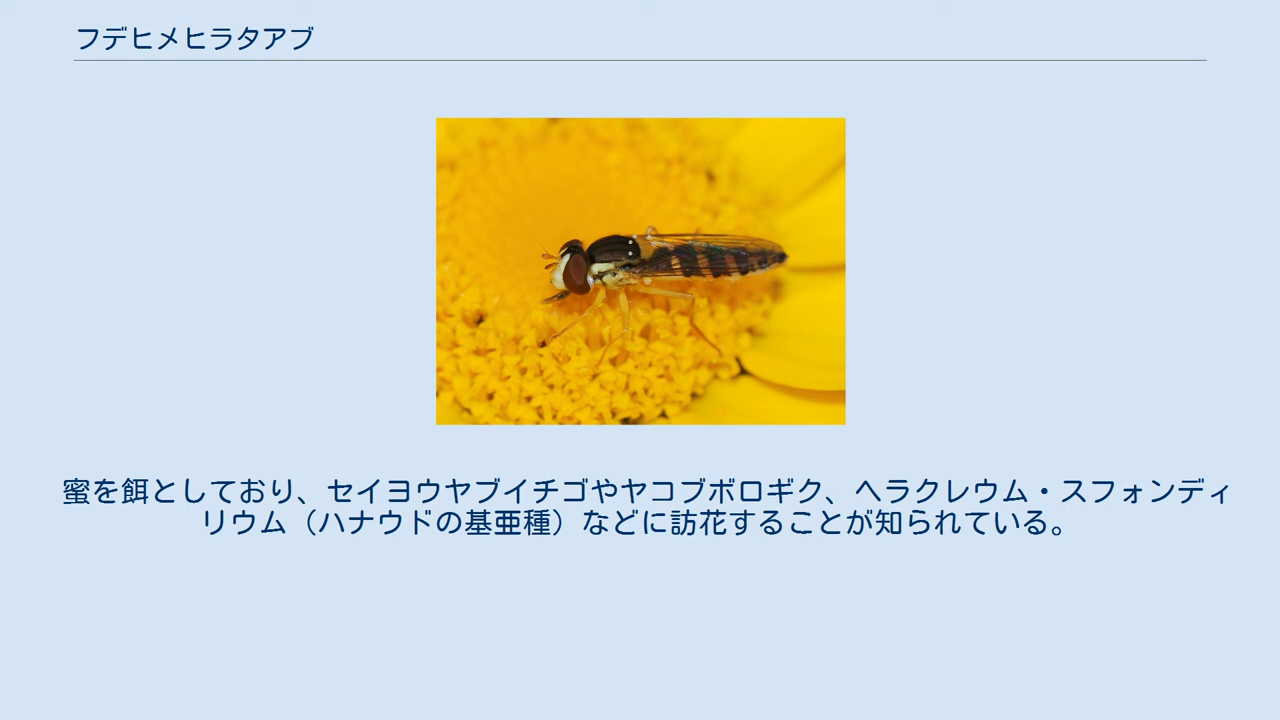 フデヒメヒラタアブ
蜜を餌としており、セイヨウヤブイチゴやヤコブボロギク、ヘラクレウム・スフォンディ
リウム（ハナウドの基亜種）などに訪花することが知られている。